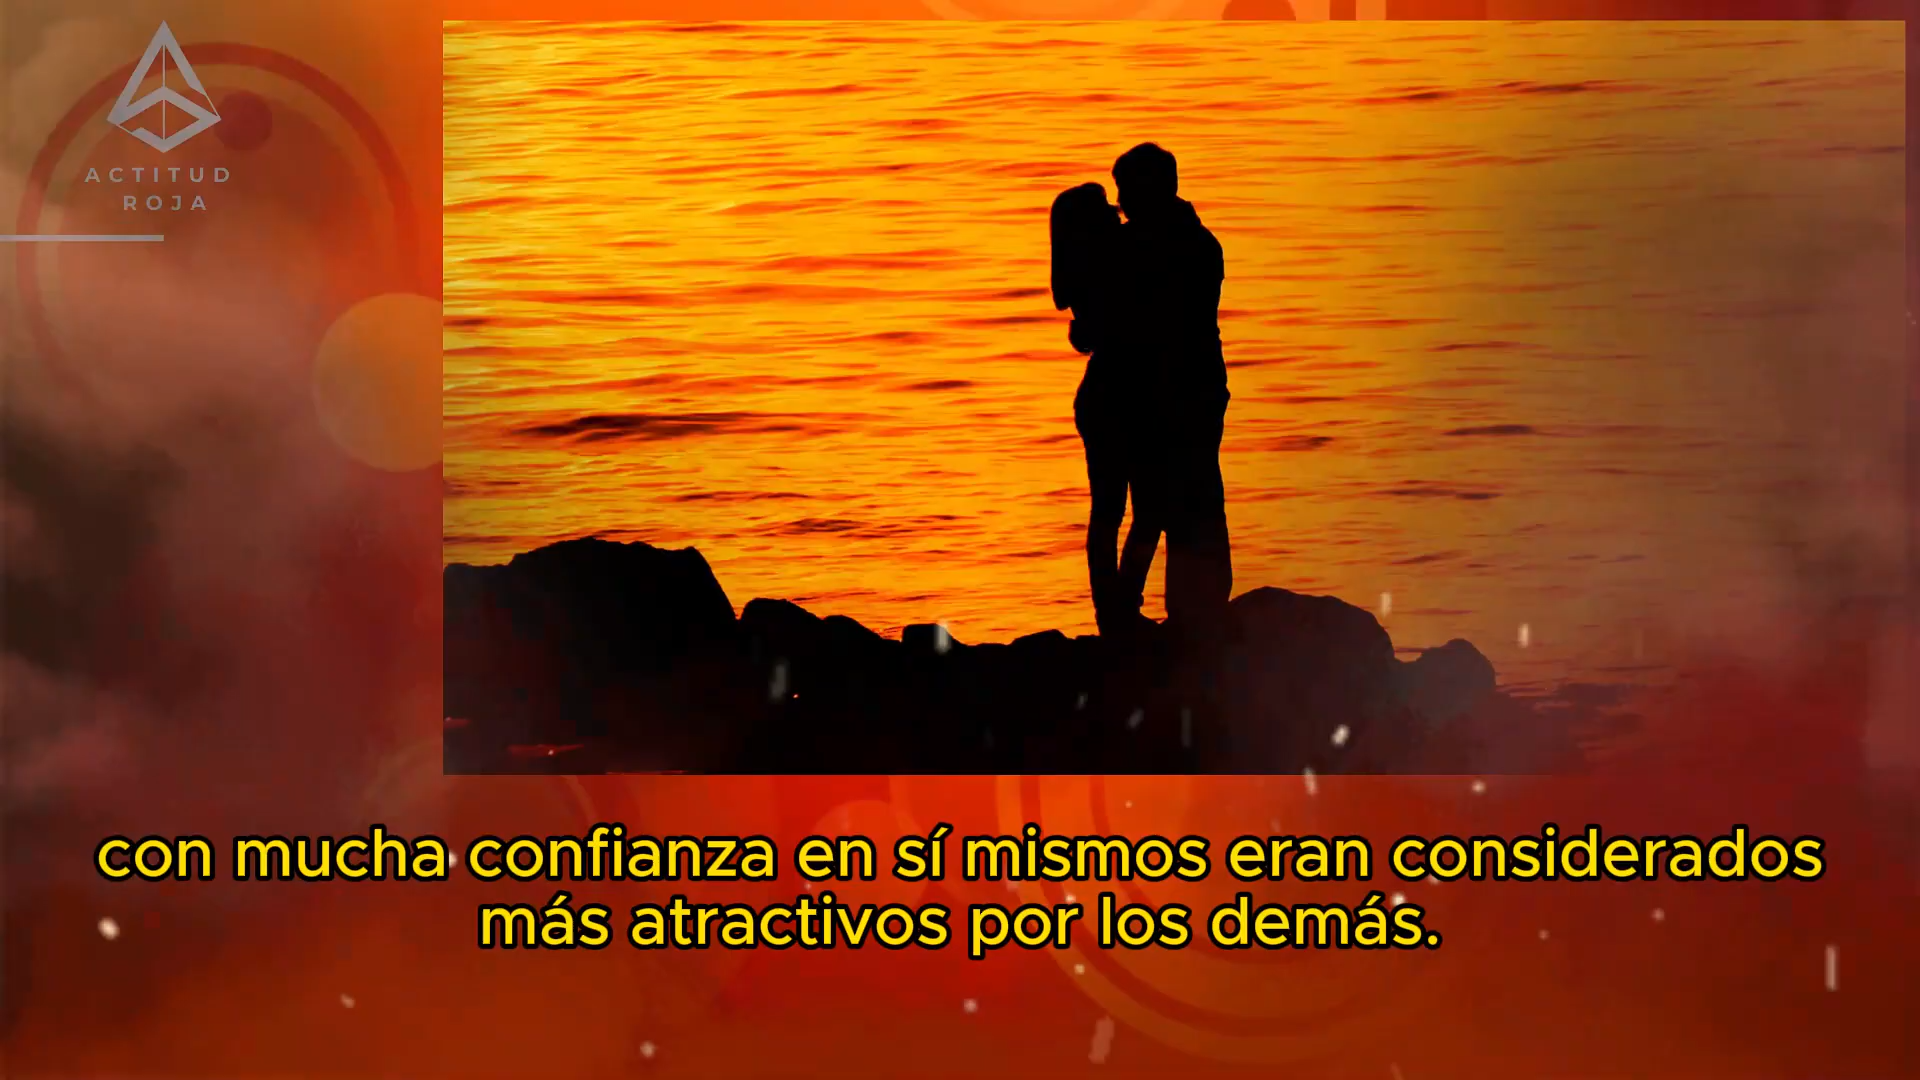 ACTITUD
ROJA
con mucha confianza en sí mismos eran considerados
más atractivos por los demás.